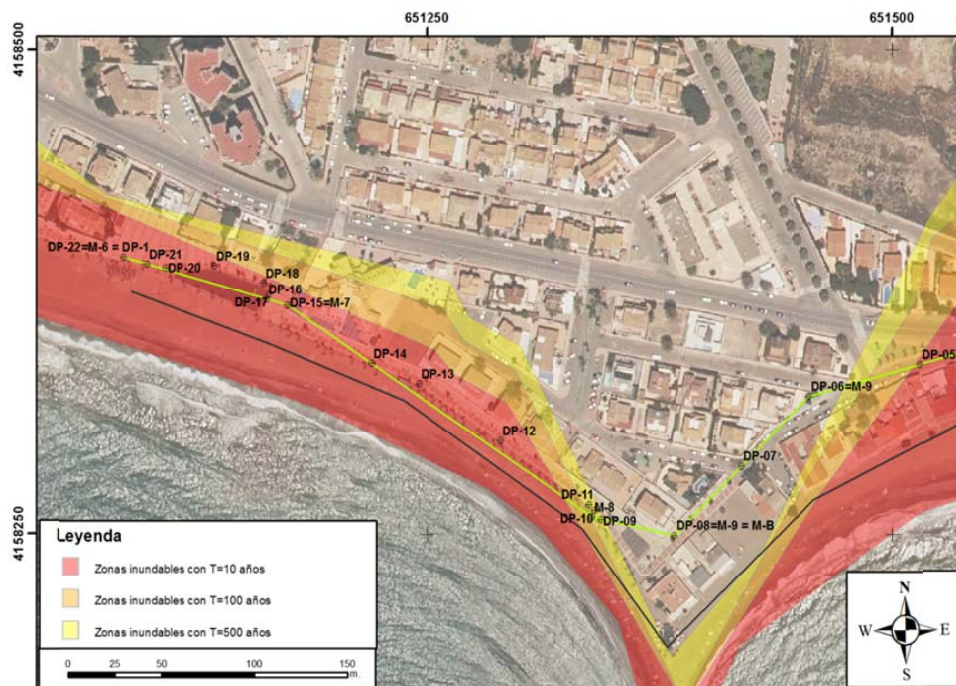 651250
651500
4158500
DP-22=M-6 = DP-1
DP-21
DP-20
DP-19
DP-18
DP-16
DP-17
DP-15=M-7
DP-14
DP-13
DP-12
DP-11
M-8
DP-10
DP-09
DP-08=M-9 = M-B
DP-07
DP-06=M-9
DP-05
4158250
Leyenda
Zonas inundables con T=10 años
Zonas inundables con T=100 años
Zonas inundables con T=500 años
0 25 50 100 150
m.
N
W E
S